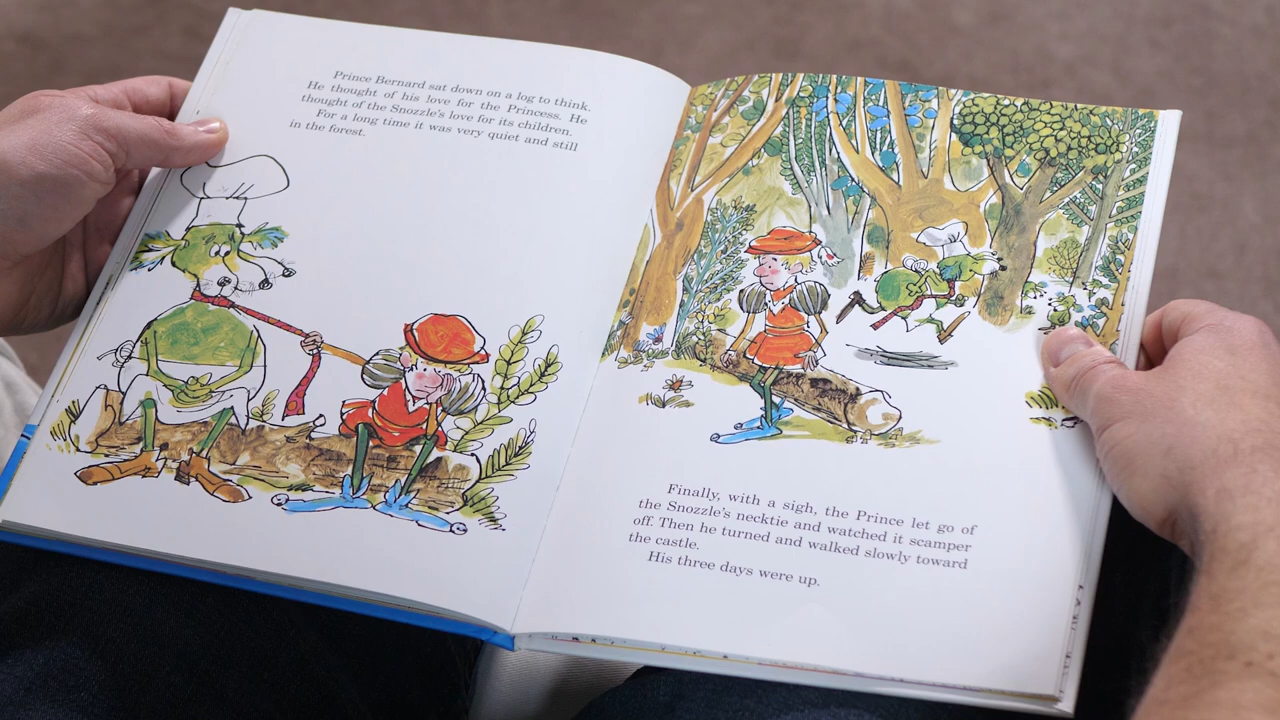 Prince Bernard sat down on a log to think.
He thought of his love for the Princess. He
thought of the Snozzle's love for its children.
For a long time it was very quiet and still
in the forest.
Finally, with a sigh, the Prince let go of
the Snozzle's necktie and watched it scamper
off. Then he turned and walked slowly toward
the castle.
His three days were up.